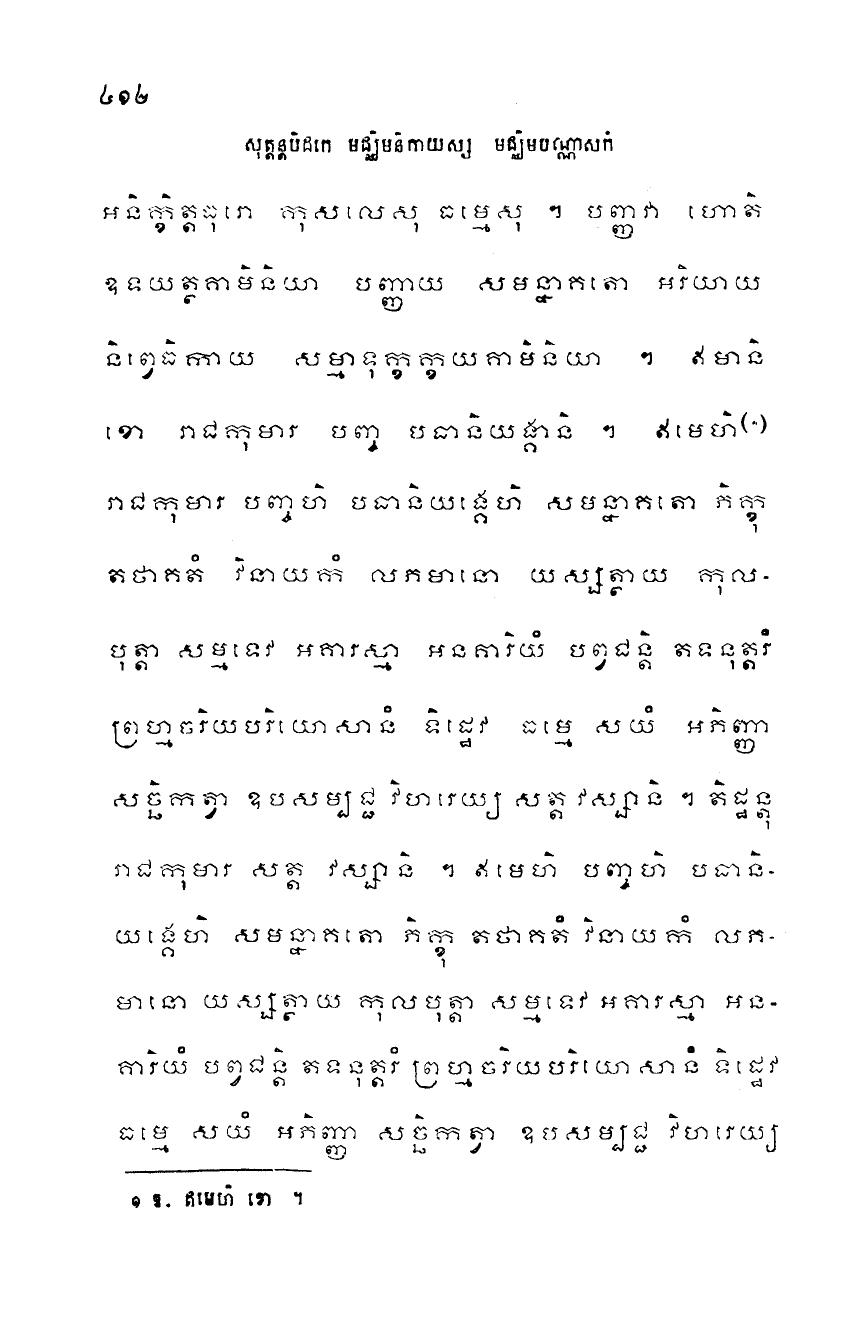 ៤១២
សុត្តន្តបិដកេ មជ្ឈិមនិកាយស្ស មជ្ឈិមបណ្ណាសកំ
អនិក្ខិត្តធុរោ កុសលេសុ ធម្មេសុ ។ បញ្ញវា ហោតិ
ឧទយត្ថគាមិនិយា បញ្ញាយ សមន្នាគតោ អរិយាយ
និព្វេធិកាយ សម្មាទុក្ខក្ខយគាមិនិយា ។ ឥមានិ
ខោ រាជកុមារ បញ្ច បធានិយង្គានិ ។ ឥមេហិ(១)
រាជកុមារ បញ្ចហិ បធានិយង្គេហិ សមន្នាគតោ ភិក្ខុ
តថាគតំ វិនាយកំ លភមានោ យស្សត្ថាយ កុល-
បុត្តា សម្មទេវ អគារស្មា អនគារិយំ បព្វជន្តិ តទនុត្តរំ
ព្រហ្មចរិយបរិយោសានំ ទិដ្ឋេវ ធម្មេ សយំ អភិញ្ញា
សច្ឆិកត្វា ឧបសម្បជ្ជ វិហរេយ្យ សត្ត វស្សានិ ។ តិដ្ឋន្តុ
រាជកុមារ សត្ត វស្សានិ ។ ឥមេហិ បញ្ចហិ បធានិ-
យង្គេហិ សមន្នាគតោ ភិក្ខុ តថាគតំ វិនាយកំ លភ-
មានោ យស្សត្ថាយ កុលបុត្តា សម្មទេវ អគារស្មា អន-
គារិយំ បព្វជន្តិ តទនុត្តរំ ព្រហ្មចរិយបរិយោសានំ ទិដ្ឋេវ
ធម្មេ សយំ អភិញ្ញា សច្ឆិកត្វា ឧបសម្បជ្ជ វិហរេយ្យ
១ ឱ. ឥមេហិ ខោ ។